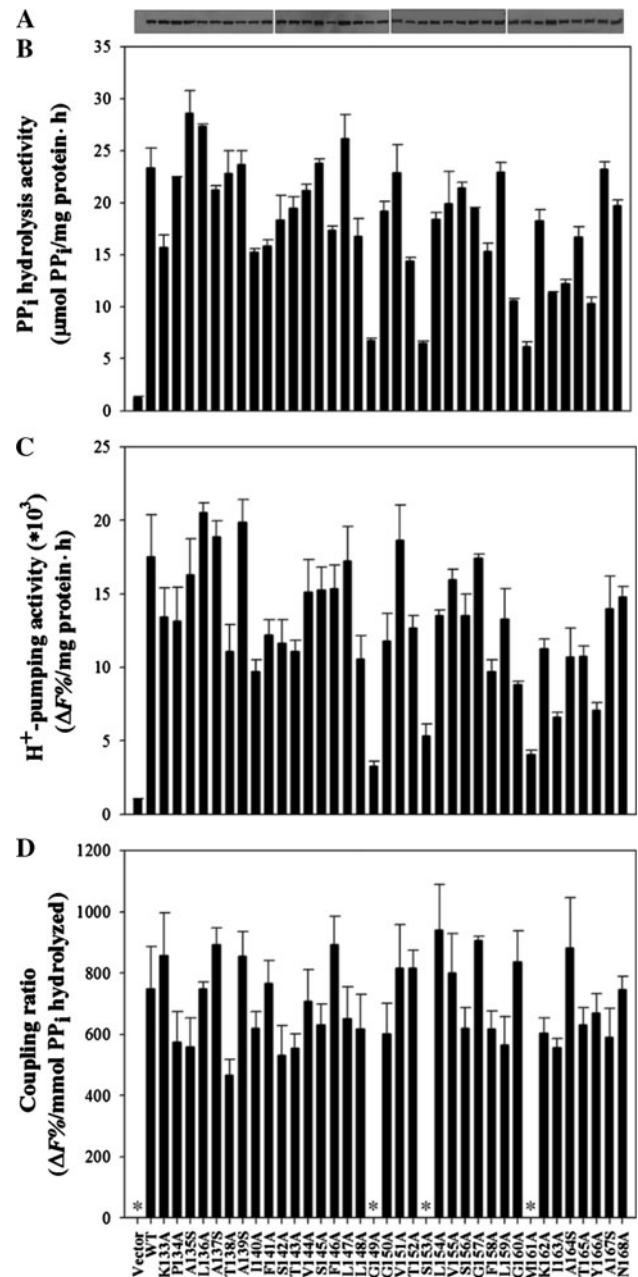 A
B
PPi hydrolysis activity
(μmol PPi/mg protein· h)
35
30
25
20
15
10
5
0
C
H+-pumping activity (*10³)
(ΔF%/mg protein· h)
25
20
15
10
5
0
D
Coupling ratio
(ΔF%/mmol PPi hydrolyzed)
1200
1000
800
600
400
200
0
* * * *
Vector
WT
K133A
P134A
A135S
L136A
A137S
T138A
A139S
I140A
F141A
S142A
T143A
V144A
S145A
F146A
L147A
L148A
G149A
G150A
V151A
T152A
S153A
L154A
V155A
S156A
G157A
F158A
L159A
G160A
M161A
K162A
I163A
A164S
T165A
Y166A
A167S
N168A